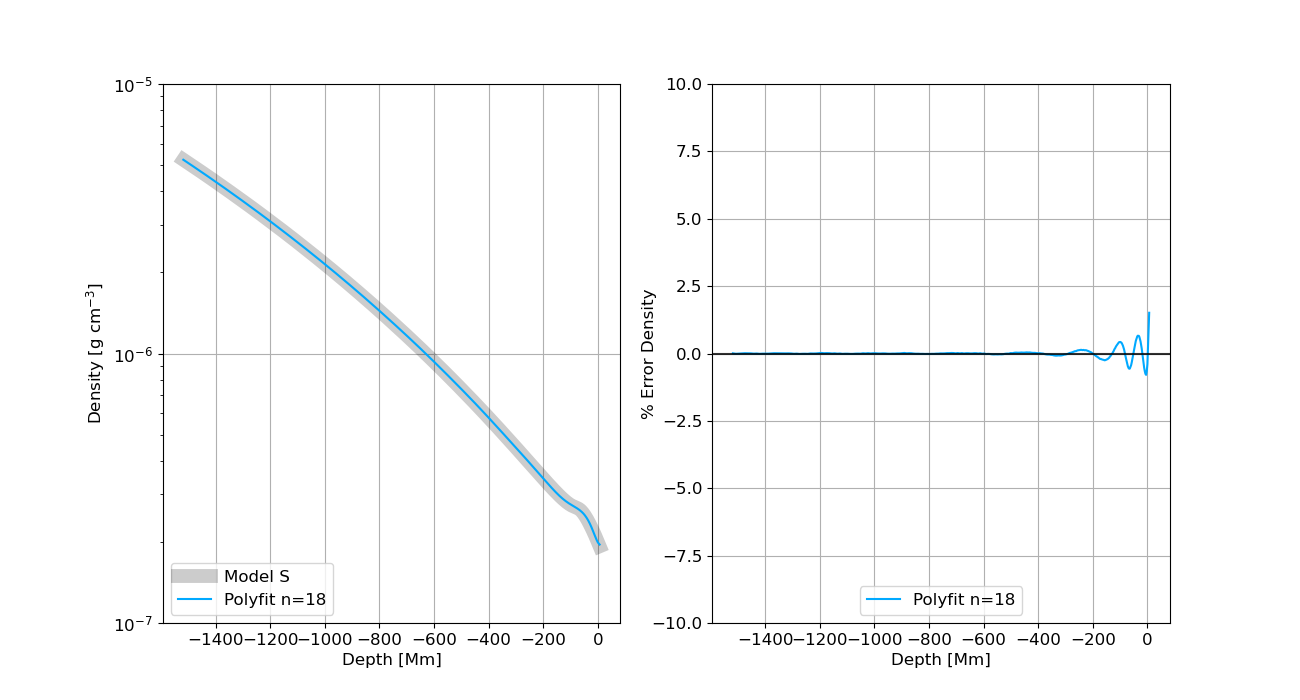 10⁻⁵
10⁻⁶
10⁻⁷
Density [g cm⁻³]
Model S
Polyfit n=18
−1400 −1200 −1000 −800 −600 −400 −200 0
Depth [Mm]
10.0
7.5
5.0
2.5
0.0
−2.5
−5.0
−7.5
−10.0
% Error Density
Polyfit n=18
−1400 −1200 −1000 −800 −600 −400 −200 0
Depth [Mm]